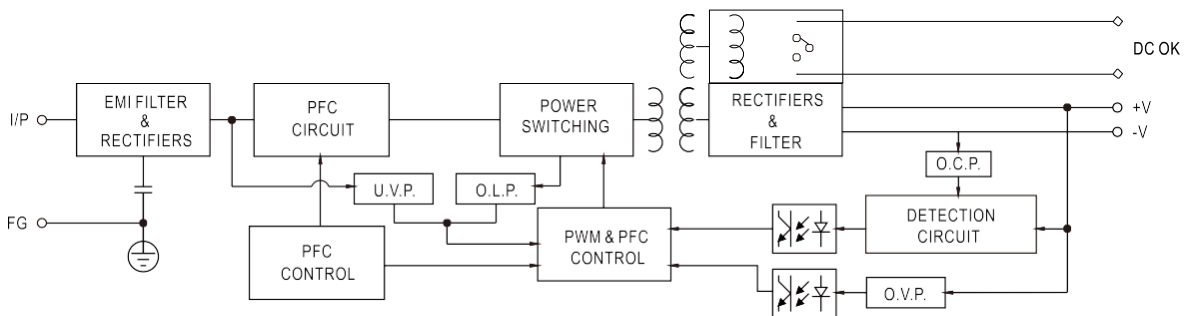 DC OK
I/P
EMI FILTER
&
RECTIFIERS
PFC
CIRCUIT
POWER
SWITCHING
RECTIFIERS
&
FILTER
+V
-V
O.C.P.
U.V.P.
O.L.P.
FG
PFC
CONTROL
PWM & PFC
CONTROL
DETECTION
CIRCUIT
O.V.P.